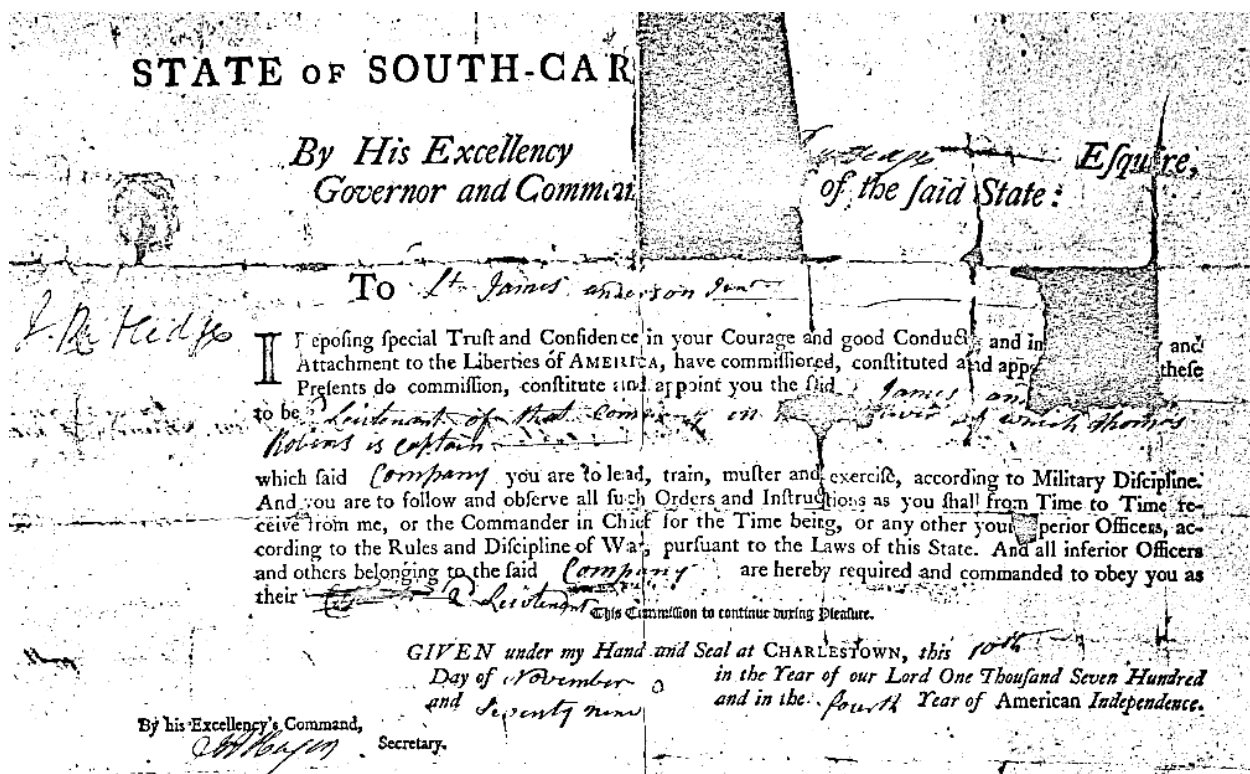 STATE OF SOUTH-CAR
By His Excellency Eſquire,
Governor and Comman of the ſaid State:
To Lt. James anderson Junr
J. Rutledge
Repoſing ſpecial Truſt and Confidence in your Courage and good Conduct, and in and
Attachment to the Liberties of AMERICA, have commiſſioned, conſtituted and app theſe
Preſents do commiſſion, conſtitute and appoint you the ſaid James an
to be Lieutenant of that company in of which Thomas
Robins is captain
which ſaid Company you are to lead, train, muſter and exerciſe, according to Military Diſcipline.
And you are to follow and obſerve all ſuch Orders and Inſtructions as you ſhall from Time to Time re-
ceive from me, or the Commander in Chief for the Time being, or any other your perior Officers, ac-
cording to the Rules and Diſcipline of War, purſuant to the Laws of this State. And all inferior Officers
and others belonging to the ſaid Company are hereby required and commanded to obey you as
their Lieutenant
This Commiſſion to continue during Pleaſure.
GIVEN under my Hand and Seal at CHARLESTOWN, this 10th
Day of November in the Year of our Lord One Thouſand Seven Hundred
and Seventy nine and in the fourth Year of American Independence.
By his Excellency's Command,
Secretary.